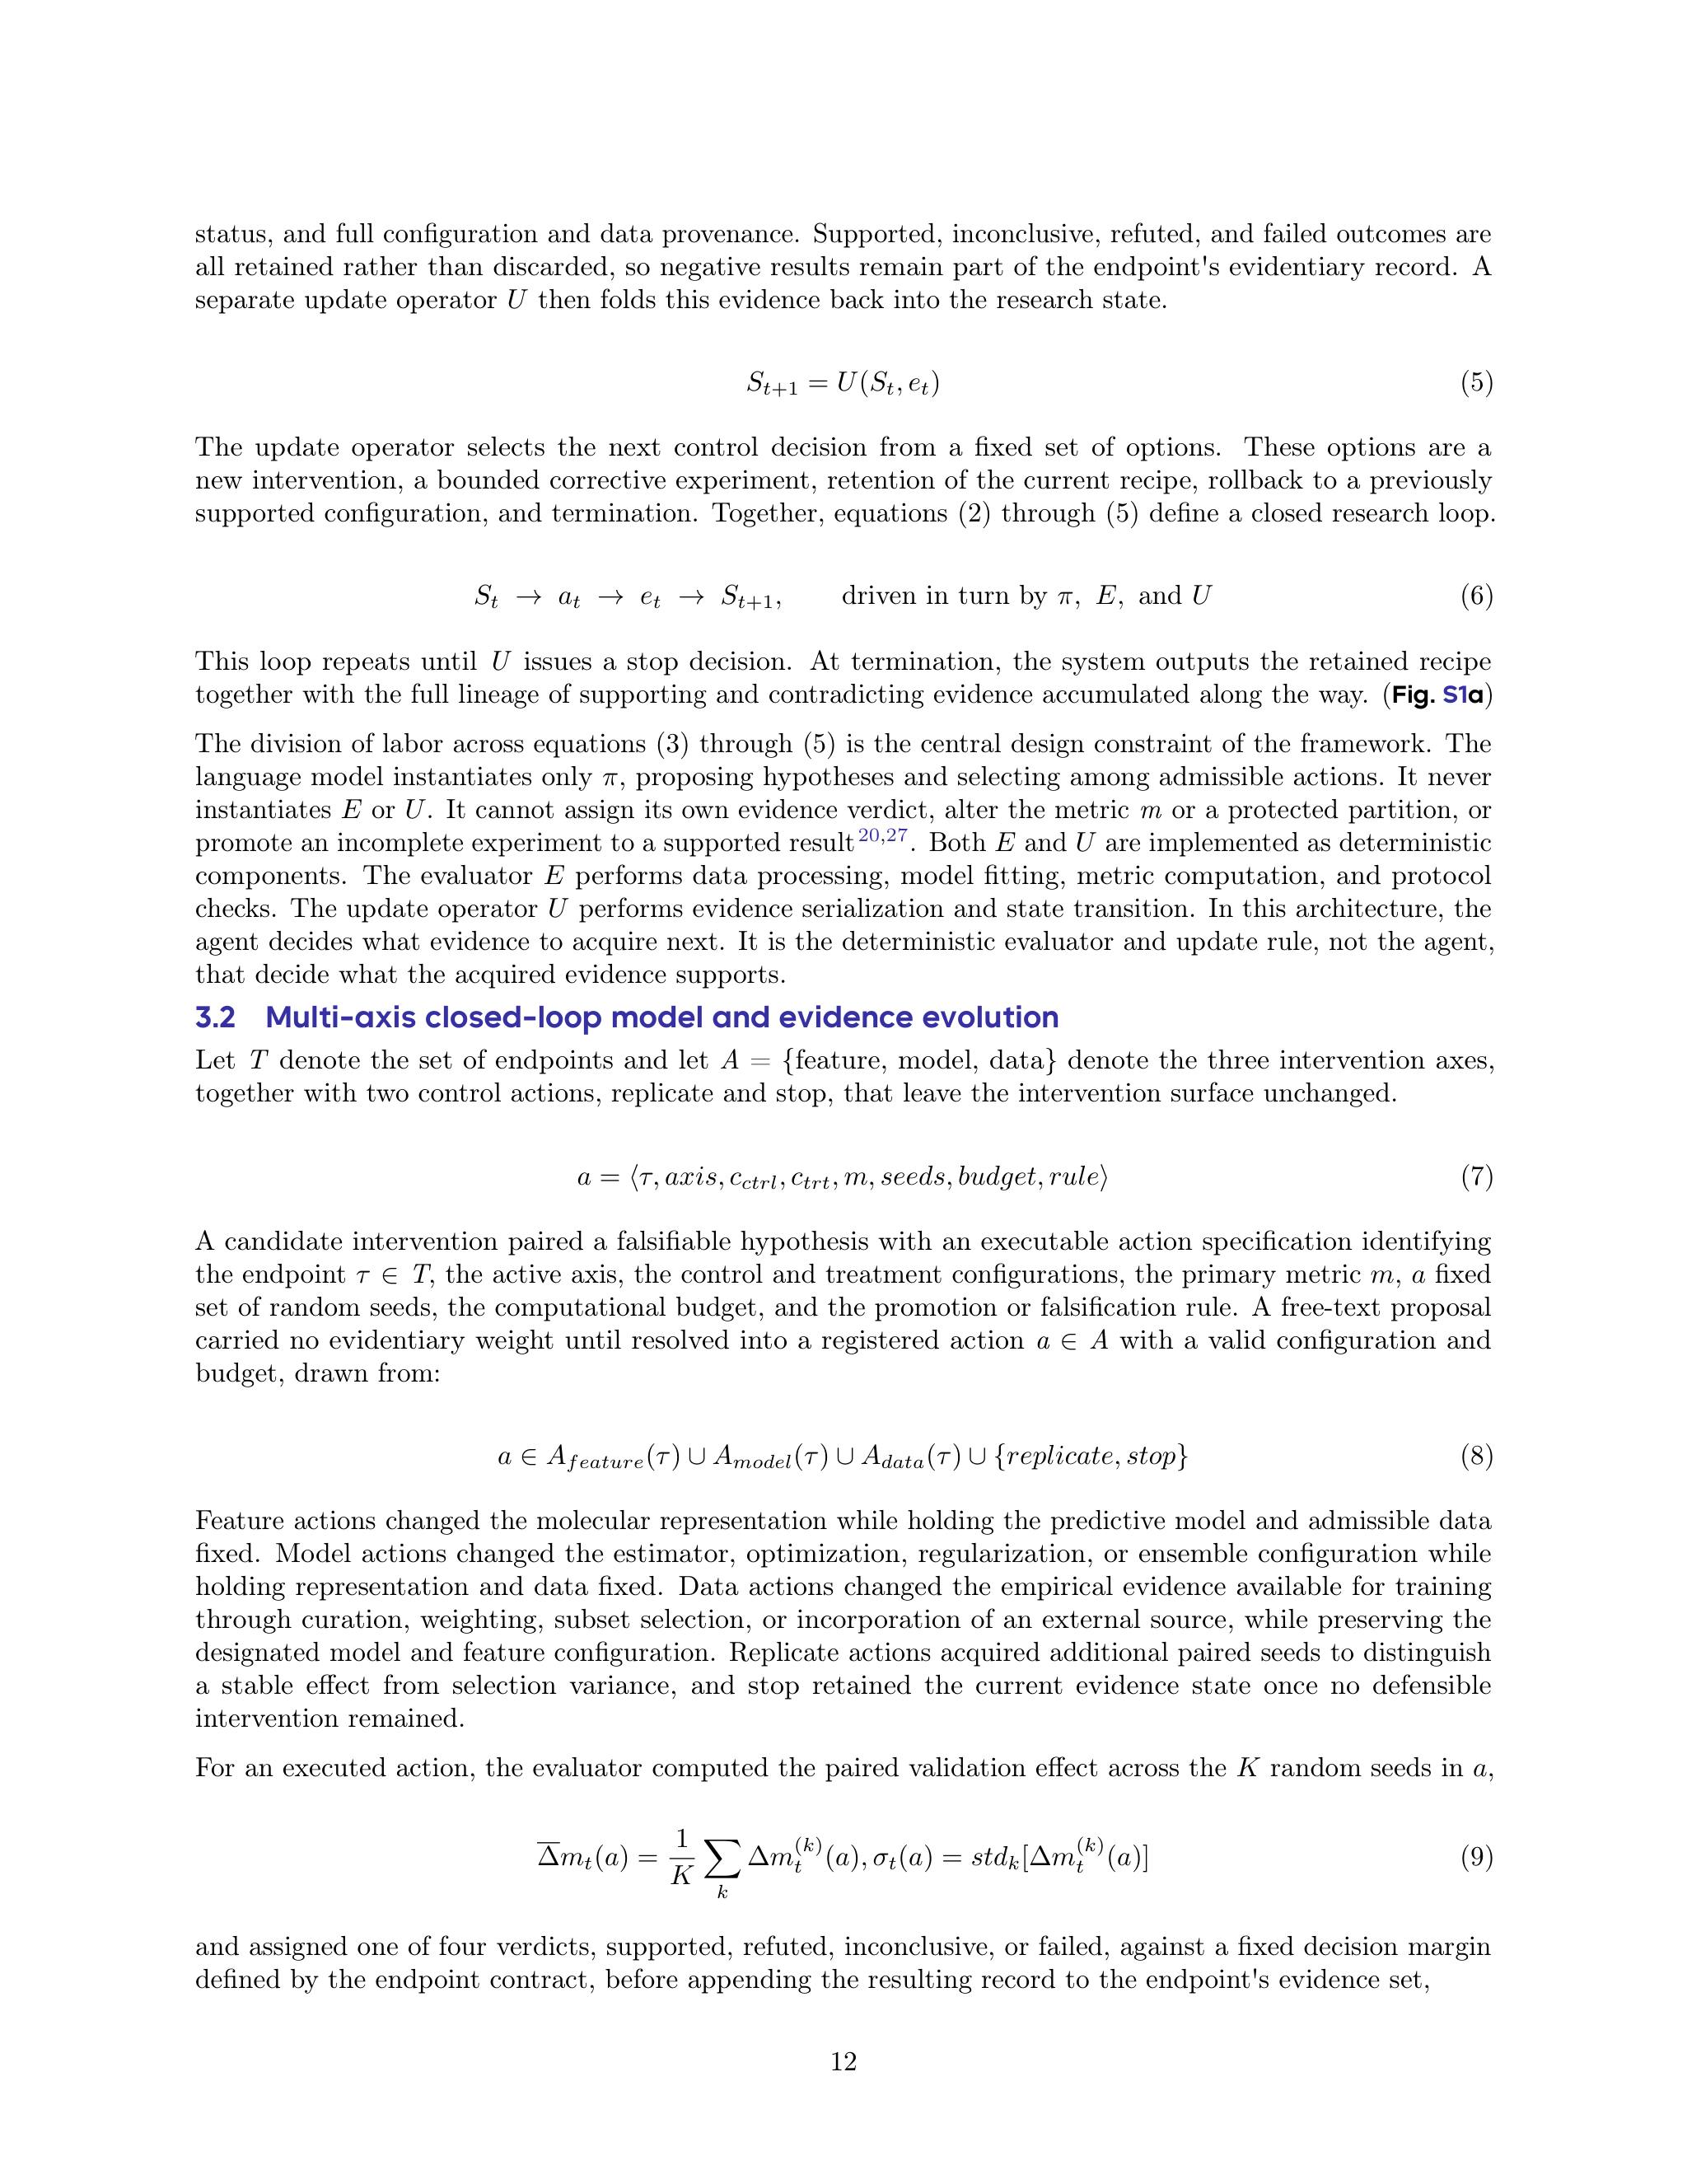 status, and full configuration and data provenance. Supported, inconclusive, refuted, and failed outcomes are
all retained rather than discarded, so negative results remain part of the endpoint's evidentiary record. A
separate update operator U then folds this evidence back into the research state.
S_{t+1} = U(S_t, e_t) (5)
The update operator selects the next control decision from a fixed set of options. These options are a
new intervention, a bounded corrective experiment, retention of the current recipe, rollback to a previously
supported configuration, and termination. Together, equations (2) through (5) define a closed research loop.
S_t → a_t → e_t → S_{t+1}, driven in turn by π, E, and U (6)
This loop repeats until U issues a stop decision. At termination, the system outputs the retained recipe
together with the full lineage of supporting and contradicting evidence accumulated along the way. (Fig. S1a)
The division of labor across equations (3) through (5) is the central design constraint of the framework. The
language model instantiates only π, proposing hypotheses and selecting among admissible actions. It never
instantiates E or U. It cannot assign its own evidence verdict, alter the metric m or a protected partition, or
promote an incomplete experiment to a supported result^{20,27}. Both E and U are implemented as deterministic
components. The evaluator E performs data processing, model fitting, metric computation, and protocol
checks. The update operator U performs evidence serialization and state transition. In this architecture, the
agent decides what evidence to acquire next. It is the deterministic evaluator and update rule, not the agent,
that decide what the acquired evidence supports.
3.2 Multi-axis closed-loop model and evidence evolution
Let T denote the set of endpoints and let A = {feature, model, data} denote the three intervention axes,
together with two control actions, replicate and stop, that leave the intervention surface unchanged.
a = ⟨τ, axis, c_{ctrl}, c_{trt}, m, seeds, budget, rule⟩ (7)
A candidate intervention paired a falsifiable hypothesis with an executable action specification identifying
the endpoint τ ∈ T, the active axis, the control and treatment configurations, the primary metric m, a fixed
set of random seeds, the computational budget, and the promotion or falsification rule. A free-text proposal
carried no evidentiary weight until resolved into a registered action a ∈ A with a valid configuration and
budget, drawn from:
a ∈ A_{feature}(τ) ∪ A_{model}(τ) ∪ A_{data}(τ) ∪ {replicate, stop} (8)
Feature actions changed the molecular representation while holding the predictive model and admissible data
fixed. Model actions changed the estimator, optimization, regularization, or ensemble configuration while
holding representation and data fixed. Data actions changed the empirical evidence available for training
through curation, weighting, subset selection, or incorporation of an external source, while preserving the
designated model and feature configuration. Replicate actions acquired additional paired seeds to distinguish
a stable effect from selection variance, and stop retained the current evidence state once no defensible
intervention remained.
For an executed action, the evaluator computed the paired validation effect across the K random seeds in a,
\overline{Δ}m_t(a) = \frac{1}{K} \sum_k Δm_t^{(k)}(a), σ_t(a) = std_k[Δm_t^{(k)}(a)] (9)
and assigned one of four verdicts, supported, refuted, inconclusive, or failed, against a fixed decision margin
defined by the endpoint contract, before appending the resulting record to the endpoint's evidence set,
12